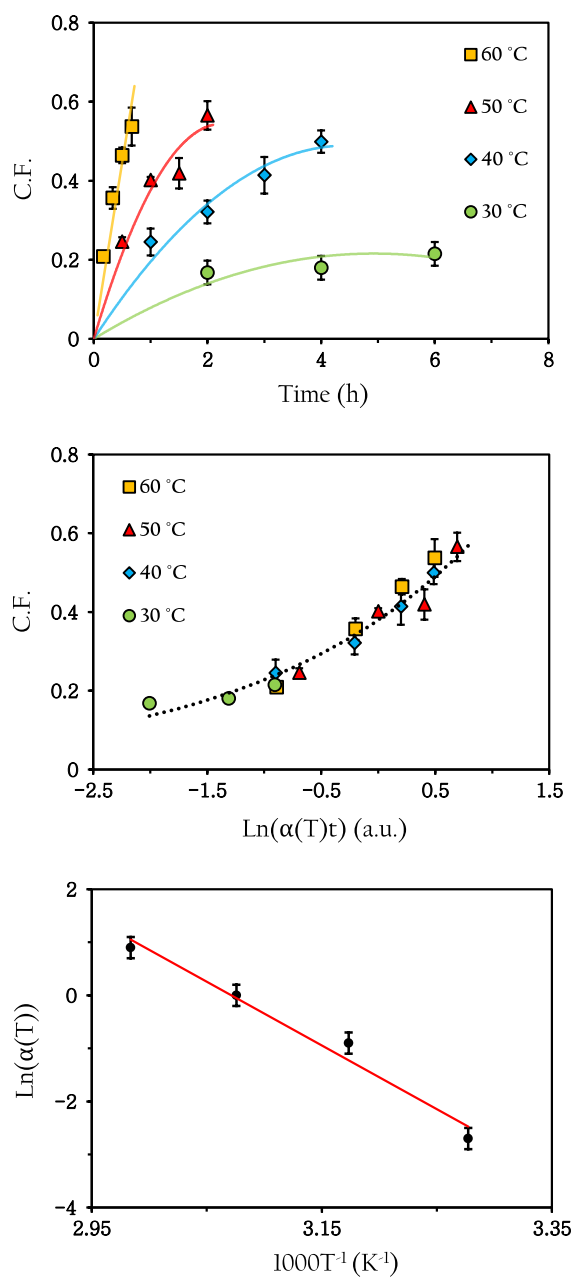 0.8
0.6
0.4
0.2
0
C.F.
60 °C
50 °C
40 °C
30 °C
0 2 4 6 8
Time (h)
0.8
0.6
0.4
0.2
0
C.F.
60 °C
50 °C
40 °C
30 °C
-2.5 -1.5 -0.5 0.5 1.5
Ln(α(T)t) (a.u.)
2
0
-2
-4
Ln(α(T))
2.95 3.15 3.35
1000T⁻¹ (K⁻¹)